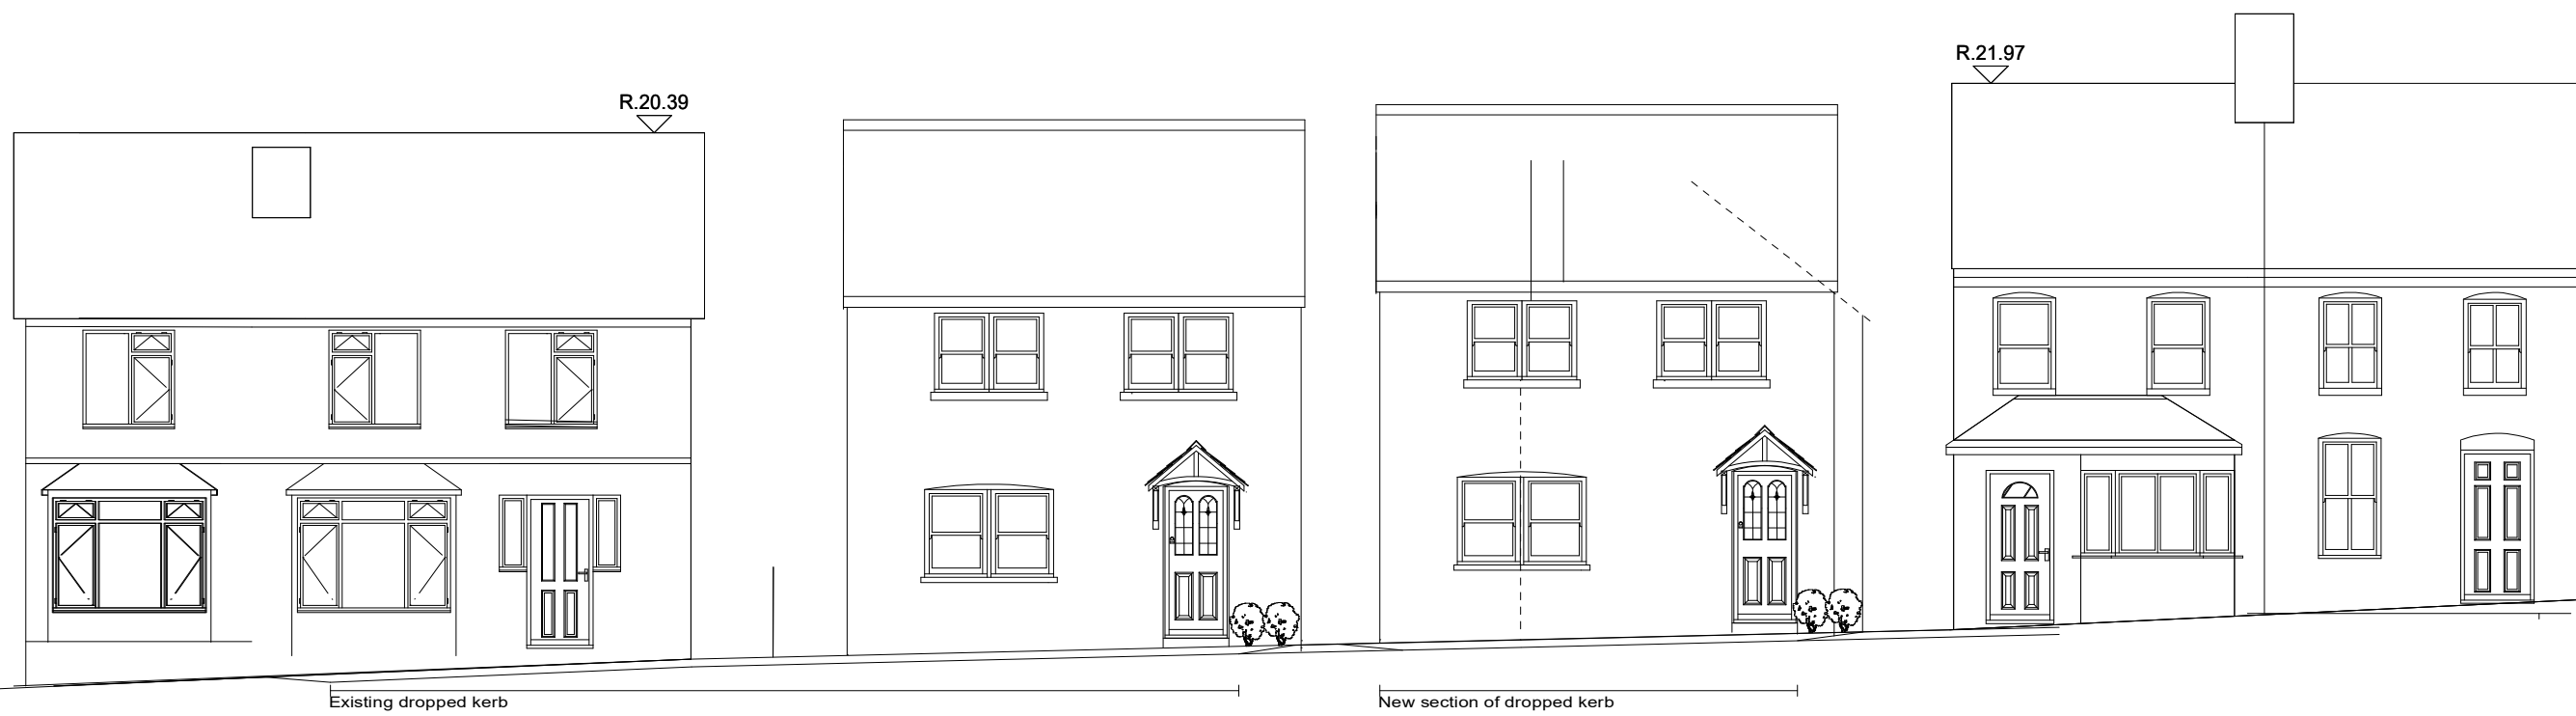 R.20.39
R.21.97
Existing dropped kerb
New section of dropped kerb